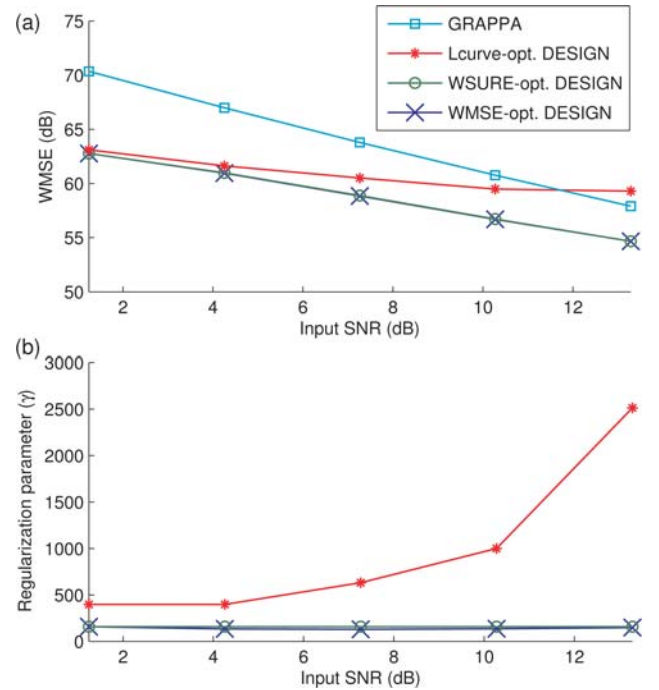 (a)
75
70
65
60
55
50
WMSE (dB)
GRAPPA
Lcurve-opt. DESIGN
WSURE-opt. DESIGN
WMSE-opt. DESIGN
2 4 6 8 10 12
Input SNR (dB)
(b)
3000
2500
2000
1500
1000
500
0
Regularization parameter (γ)
2 4 6 8 10 12
Input SNR (dB)